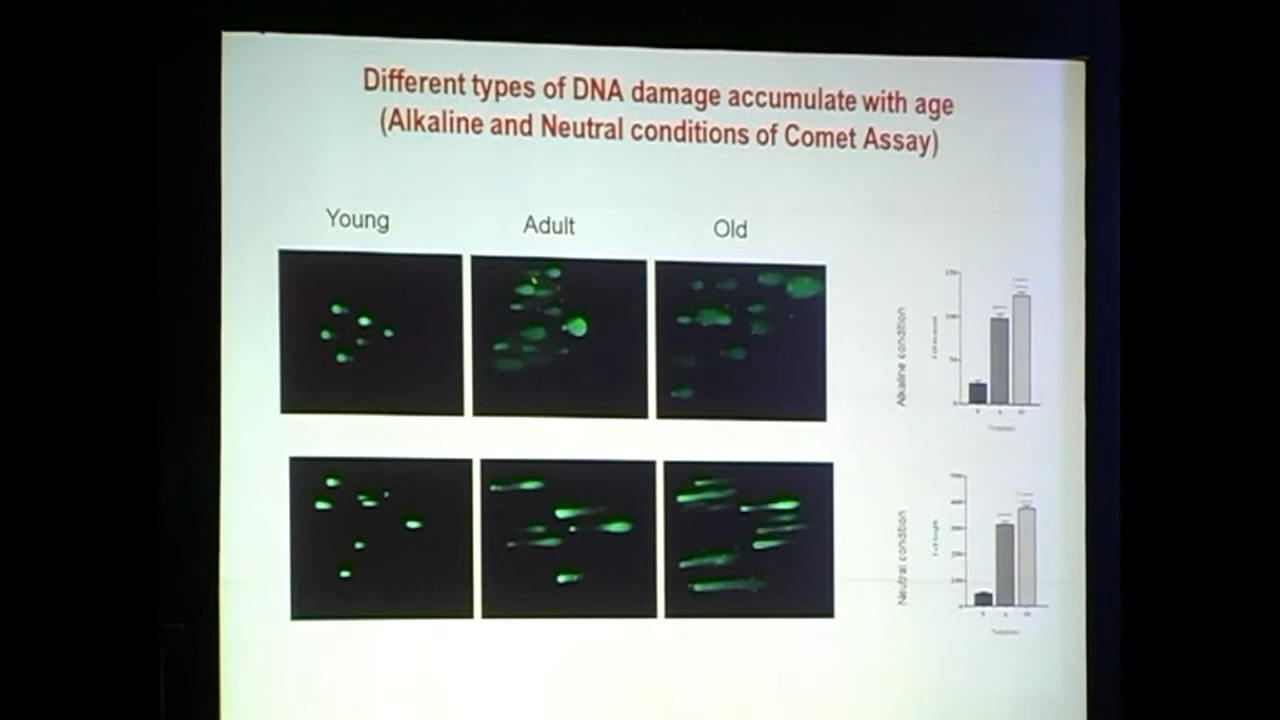 Different types of DNA damage accumulate with age
(Alkaline and Neutral conditions of Comet Assay)
Young
Adult
Old
Alkaline condition
Neutral condition